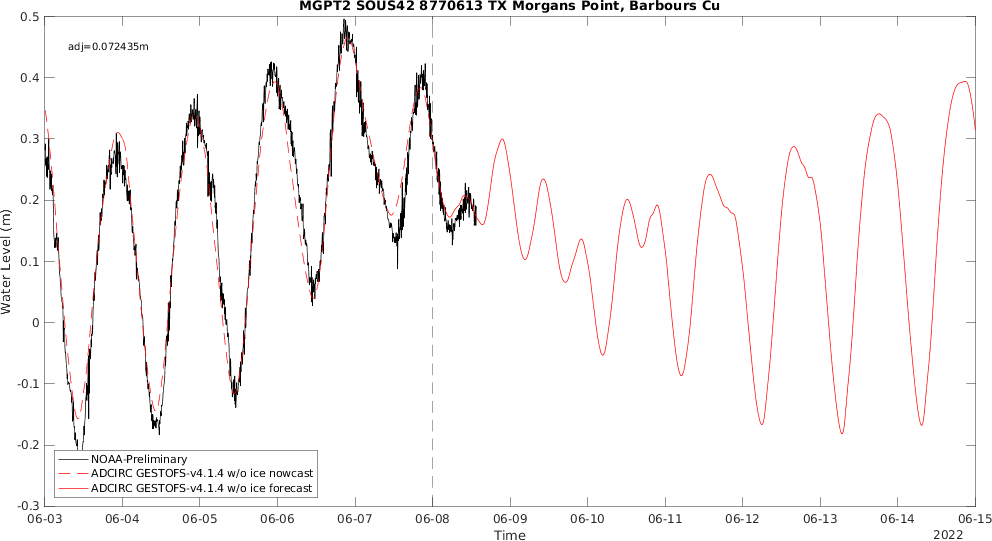 MGPT2 SOUS42 8770613 TX Morgans Point, Barbours Cu
adj=0.072435m
0.5
0.4
0.3
0.2
0.1
0
-0.1
-0.2
-0.3
Water Level (m)
NOAA-Preliminary
ADCIRC GESTOFS-v4.1.4 w/o ice nowcast
ADCIRC GESTOFS-v4.1.4 w/o ice forecast
06-03 06-04 06-05 06-06 06-07 06-08 06-09 06-10 06-11 06-12 06-13 06-14 06-15
Time
2022